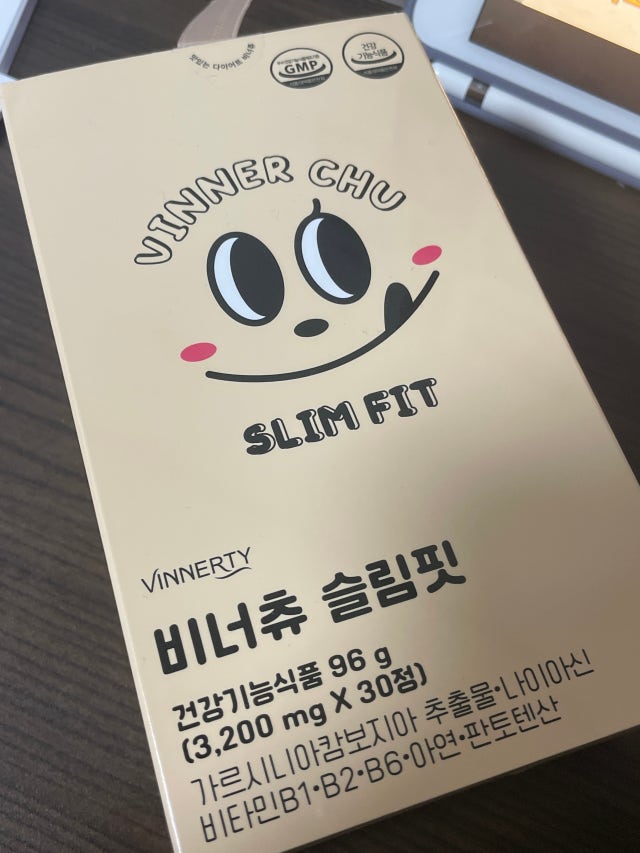 맛있는 다이어트 비너츄
GMP
건강
기능식품
VINNER CHU
SLIM FIT
VINNERTY
비너츄 슬림핏
건강기능식품 96 g
(3,200 mg X 30정)
가르시니아캄보지아 추출물•나이아신
비타민B1•B2•B6•아연•판토텐산